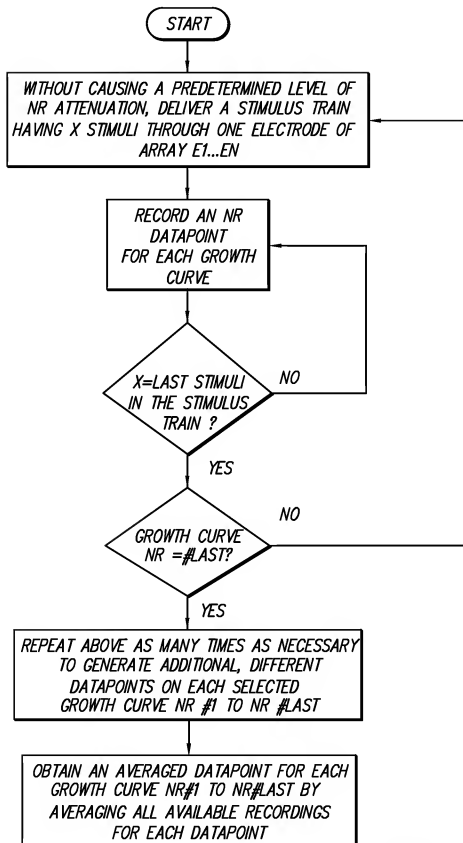 START
WITHOUT CAUSING A PREDETERMINED LEVEL OF
NR ATTENUATION, DELIVER A STIMULUS TRAIN
HAVING X STIMULI THROUGH ONE ELECTRODE OF
ARRAY E1...EN
RECORD AN NR
DATAPOINT
FOR EACH GROWTH
CURVE
X=LAST STIMULI
IN THE STIMULUS
TRAIN ?
NO
YES
GROWTH CURVE
NR =#LAST?
NO
YES
REPEAT ABOVE AS MANY TIMES AS NECESSARY
TO GENERATE ADDITIONAL, DIFFERENT
DATAPOINTS ON EACH SELECTED
GROWTH CURVE NR #1 TO NR #LAST
OBTAIN AN AVERAGED DATAPOINT FOR EACH
GROWTH CURVE NR#1 TO NR#LAST BY
AVERAGING ALL AVAILABLE RECORDINGS
FOR EACH DATAPOINT